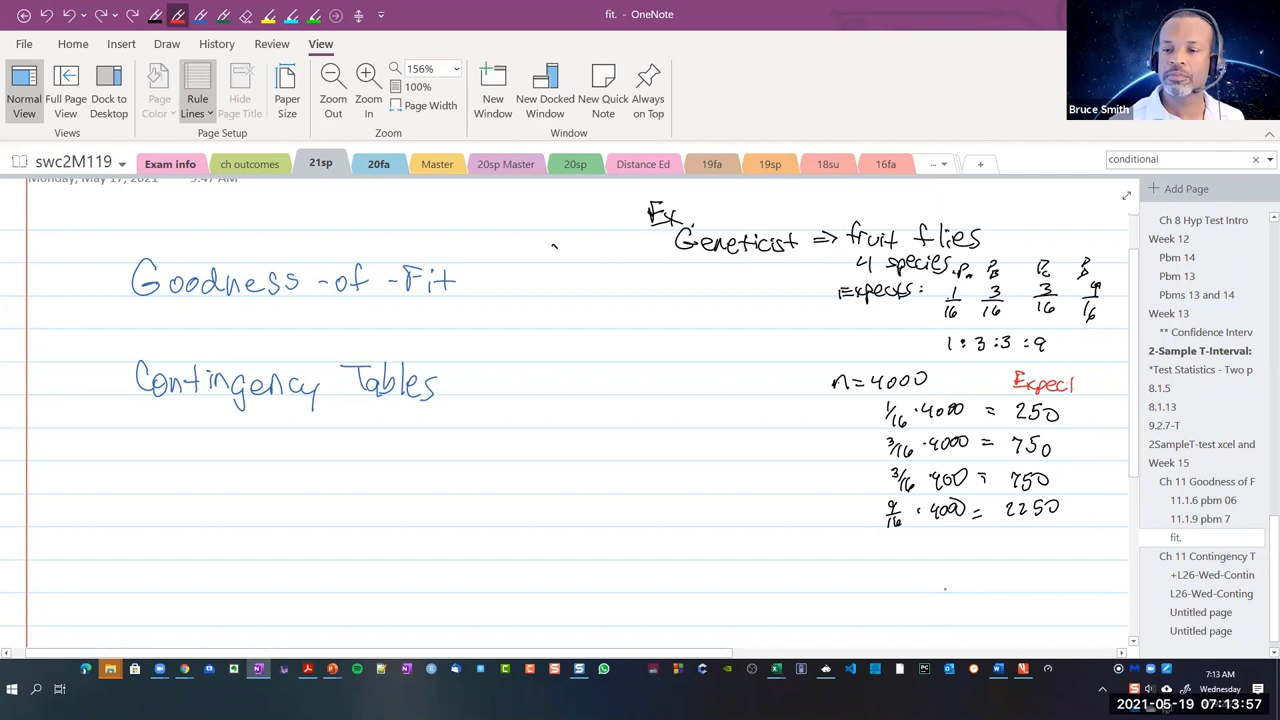 fit. - OneNote
File Home Insert Draw History Review View
156%
100%
Page Width
Normal View
Full Page View
Dock to Desktop
Page Color
Rule Lines
Hide Page Title
Paper Size
Zoom Out
Zoom In
New Window
New Docked Window
New Quick Note
Always on Top
Views Page Setup Zoom Window
Bruce Smith
swc2M119 Exam info ch outcomes 21sp 20fa Master 20sp Master 20sp Distance Ed 19fa 19sp 18su 16fa ... +
conditional
Monday, May 17, 2021 5:47 AM
Ex
Geneticist => fruit flies
4 species
Expects: 1/16 3/16 3/16 9/16
1:3:3:9
Goodness-of-Fit
Contingency Tables
n=4000 Expect
1/16 · 4000 = 250
3/16 · 4000 = 750
3/16 · 400 = 750
9/16 · 4000 = 2250
Add Page
Ch 8 Hyp Test Intro
Week 12
Pbm 14
Pbm 13
Pbms 13 and 14
Week 13
** Confidence Interv
2-Sample T-Interval:
*Test Statistics - Two p
8.1.5
8.1.13
9.2.7-T
2SampleT-test xcel and
Week 15
Ch 11 Goodness of F
11.1.6 pbm 06
11.1.9 pbm 7
fit.
Ch 11 Contingency T
+L26-Wed-Contin
L26-Wed-Conting
Untitled page
Untitled page
7:13 AM
Wednesday
2021-05-19 07:13:57